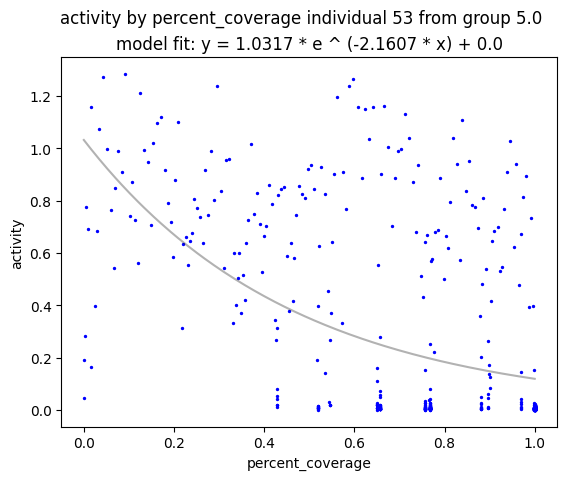 activity by percent_coverage individual 53 from group 5.0
model fit: y = 1.0317 * e ^ (-2.1607 * x) + 0.0
1.2
1.0
0.8
0.6
0.4
0.2
0.0
activity
0.0 0.2 0.4 0.6 0.8 1.0
percent_coverage